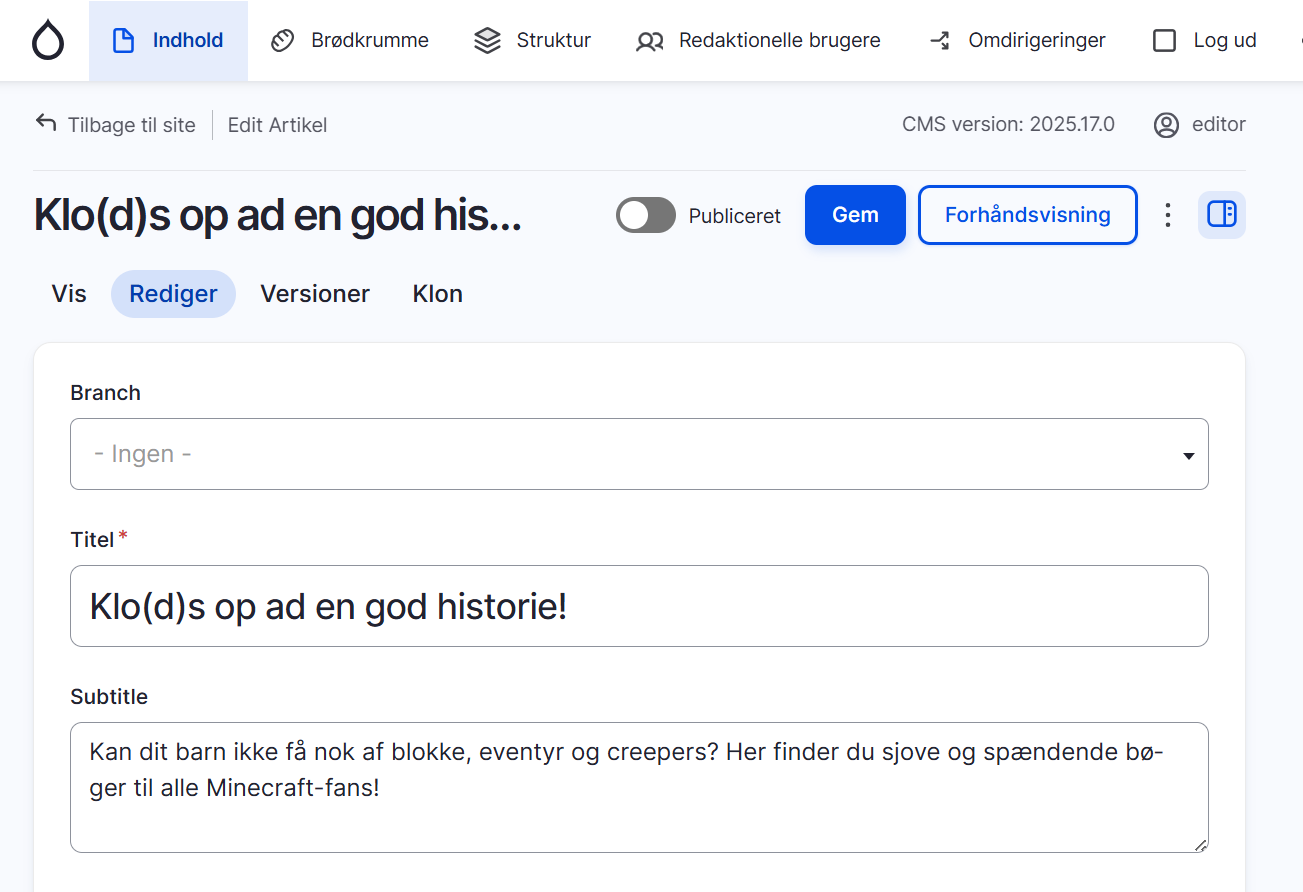 Indhold Brødkrumme Struktur Redaktionelle brugere Omdirigeringer Log ud
Tilbage til site Edit Artikel CMS version: 2025.17.0 editor
Klo(d)s op ad en god his... Publiceret Gem Forhåndsvisning
Vis Rediger Versioner Klon
Branch
- Ingen -
Titel*
Klo(d)s op ad en god historie!
Subtitle
Kan dit barn ikke få nok af blokke, eventyr og creepers? Her finder du sjove og spændende bø-
ger til alle Minecraft-fans!